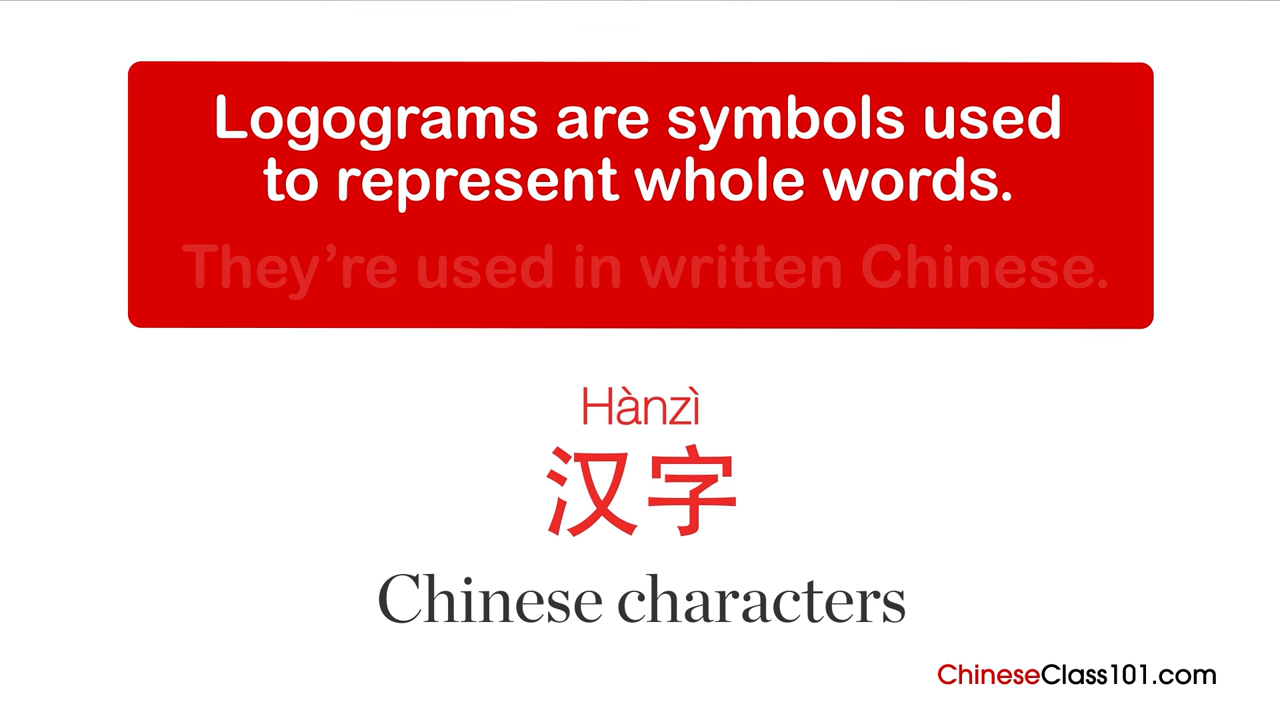 Logograms are symbols used
to represent whole words.
They’re used in written Chinese.
Hànzì
汉字
Chinese characters
ChineseClass101.com